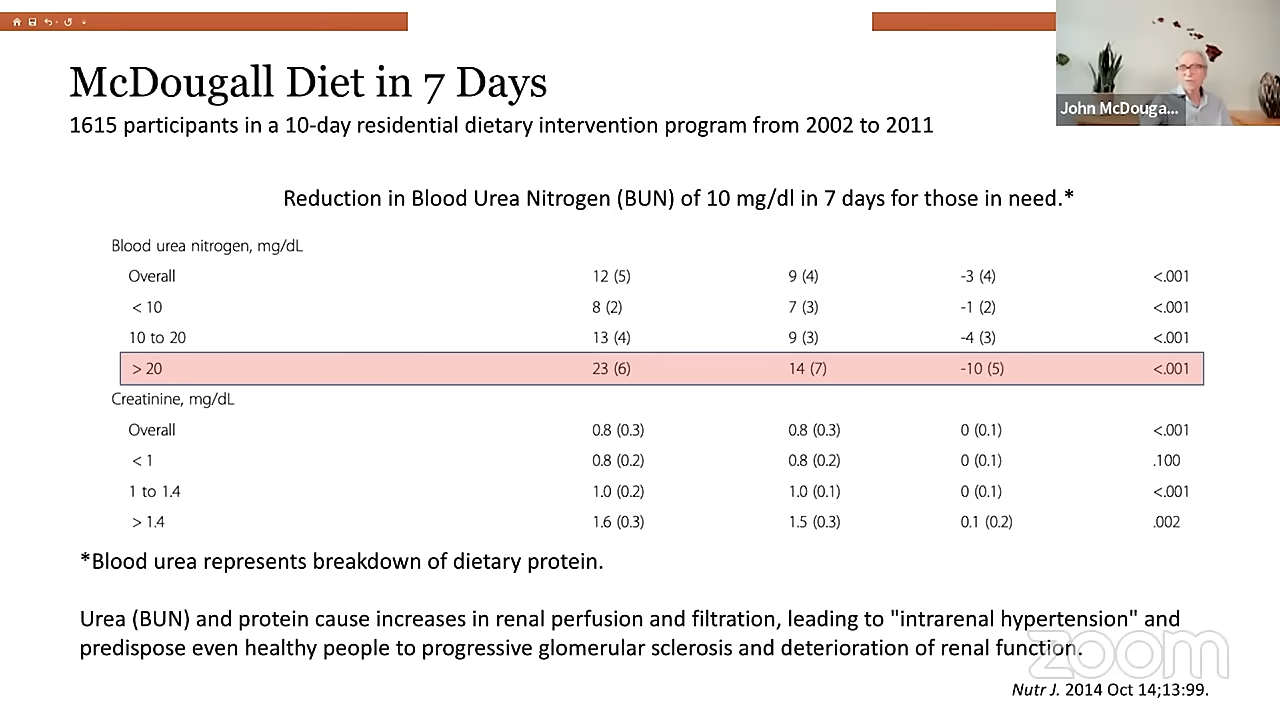 McDougall Diet in 7 Days
1615 participants in a 10-day residential dietary intervention program from 2002 to 2011
John McDouga...
Reduction in Blood Urea Nitrogen (BUN) of 10 mg/dl in 7 days for those in need.*
Blood urea nitrogen, mg/dL
Overall 12 (5) 9 (4) -3 (4) <.001
< 10 8 (2) 7 (3) -1 (2) <.001
10 to 20 13 (4) 9 (3) -4 (3) <.001
> 20 23 (6) 14 (7) -10 (5) <.001
Creatinine, mg/dL
Overall 0.8 (0.3) 0.8 (0.3) 0 (0.1) <.001
< 1 0.8 (0.2) 0.8 (0.2) 0 (0.1) .100
1 to 1.4 1.0 (0.2) 1.0 (0.1) 0 (0.1) <.001
> 1.4 1.6 (0.3) 1.5 (0.3) 0.1 (0.2) .002
*Blood urea represents breakdown of dietary protein.
Urea (BUN) and protein cause increases in renal perfusion and filtration, leading to "intrarenal hypertension" and
predispose even healthy people to progressive glomerular sclerosis and deterioration of renal function.
zoom
Nutr J. 2014 Oct 14;13:99.